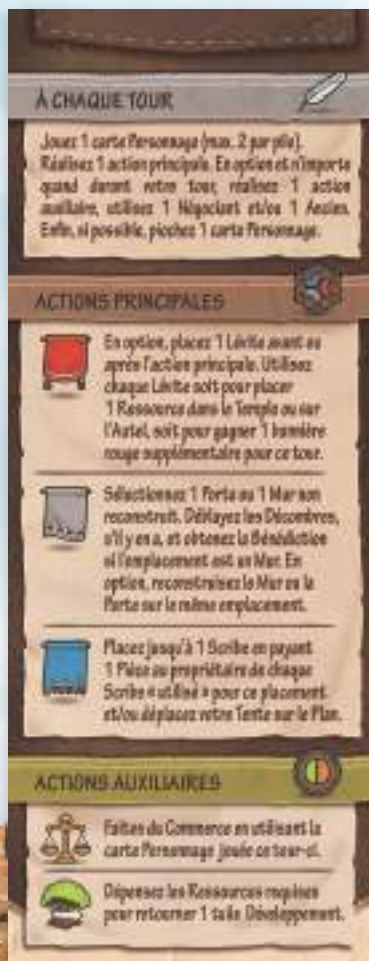 À CHAQUE TOUR
Jouez 1 carte Personnage (max. 2 par pile).
Réalisez 1 action principale. En option et n'importe
quand durant votre tour, réalisez 1 action
auxiliaire, utilisez 1 Négociant et/ou 1 Ancien.
Enfin, si possible, piochez 1 carte Personnage.
ACTIONS PRINCIPALES
En option, placez 1 Lévite avant ou
après l'action principale. Utilisez
chaque Lévite soit pour placer
1 Ressource dans le Temple ou sur
l'Autel, soit pour gagner 1 bannière
rouge supplémentaire pour ce tour.
Sélectionnez 1 Porte ou 1 Mur non
reconstruit. Déblayez les Décombres,
s'il y en a, et obtenez la Bénédiction
si l'emplacement est un Mur. En
option, reconstruisez le Mur ou la
Porte sur le même emplacement.
Placez jusqu'à 1 Scribe en payant
1 Pièce au propriétaire de chaque
Scribe « utilisé » pour ce placement
et/ou déplacez votre Tente sur le Plan.
ACTIONS AUXILIAIRES
Faites du Commerce en utilisant la
carte Personnage jouée ce tour-ci.
Dépensez les Ressources requises
pour retourner 1 tuile Développement.